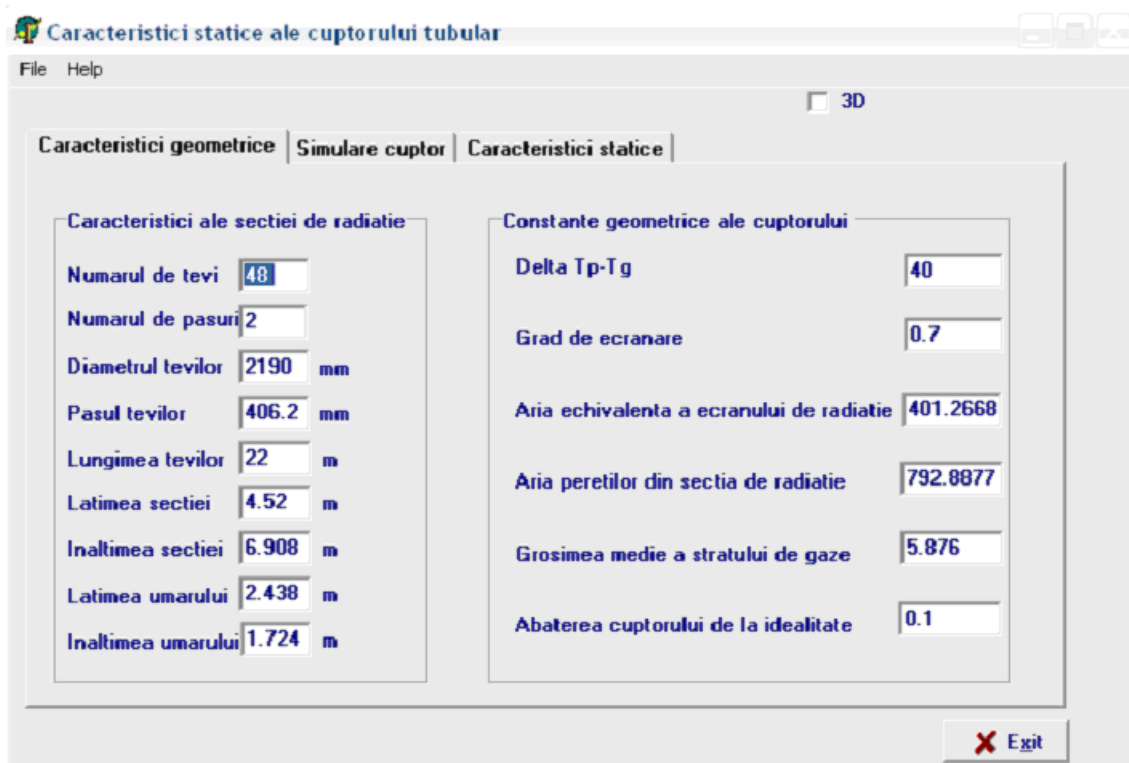 Caracteristici statice ale cuptorului tubular
File Help
3D
Caracteristici geometrice Simulare cuptor Caracteristici statice
Caracteristici ale sectiei de radiatie
Numarul de tevi 48
Numarul de pasuri 2
Diametrul tevilor 2190 mm
Pasul tevilor 406.2 mm
Lungimea tevilor 22 m
Latimea sectiei 4.52 m
Inaltimea sectiei 6.908 m
Latimea umarului 2.438 m
Inaltimea umarului 1.724 m
Constante geometrice ale cuptorului
Delta Tp-Tg 40
Grad de ecranare 0.7
Aria echivalenta a ecranului de radiatie 401.2668
Aria peretilor din sectia de radiatie 792.8877
Grosimea medie a stratului de gaze 5.876
Abaterea cuptorului de la idealitate 0.1
Exit